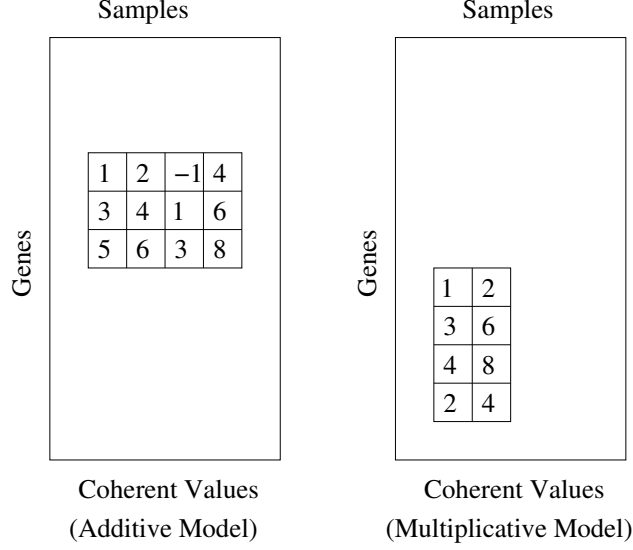 Samples
Genes
1 2 −1 4
3 4 1 6
5 6 3 8
Coherent Values
(Additive Model)
Samples
Genes
1 2
3 6
4 8
2 4
Coherent Values
(Multiplicative Model)